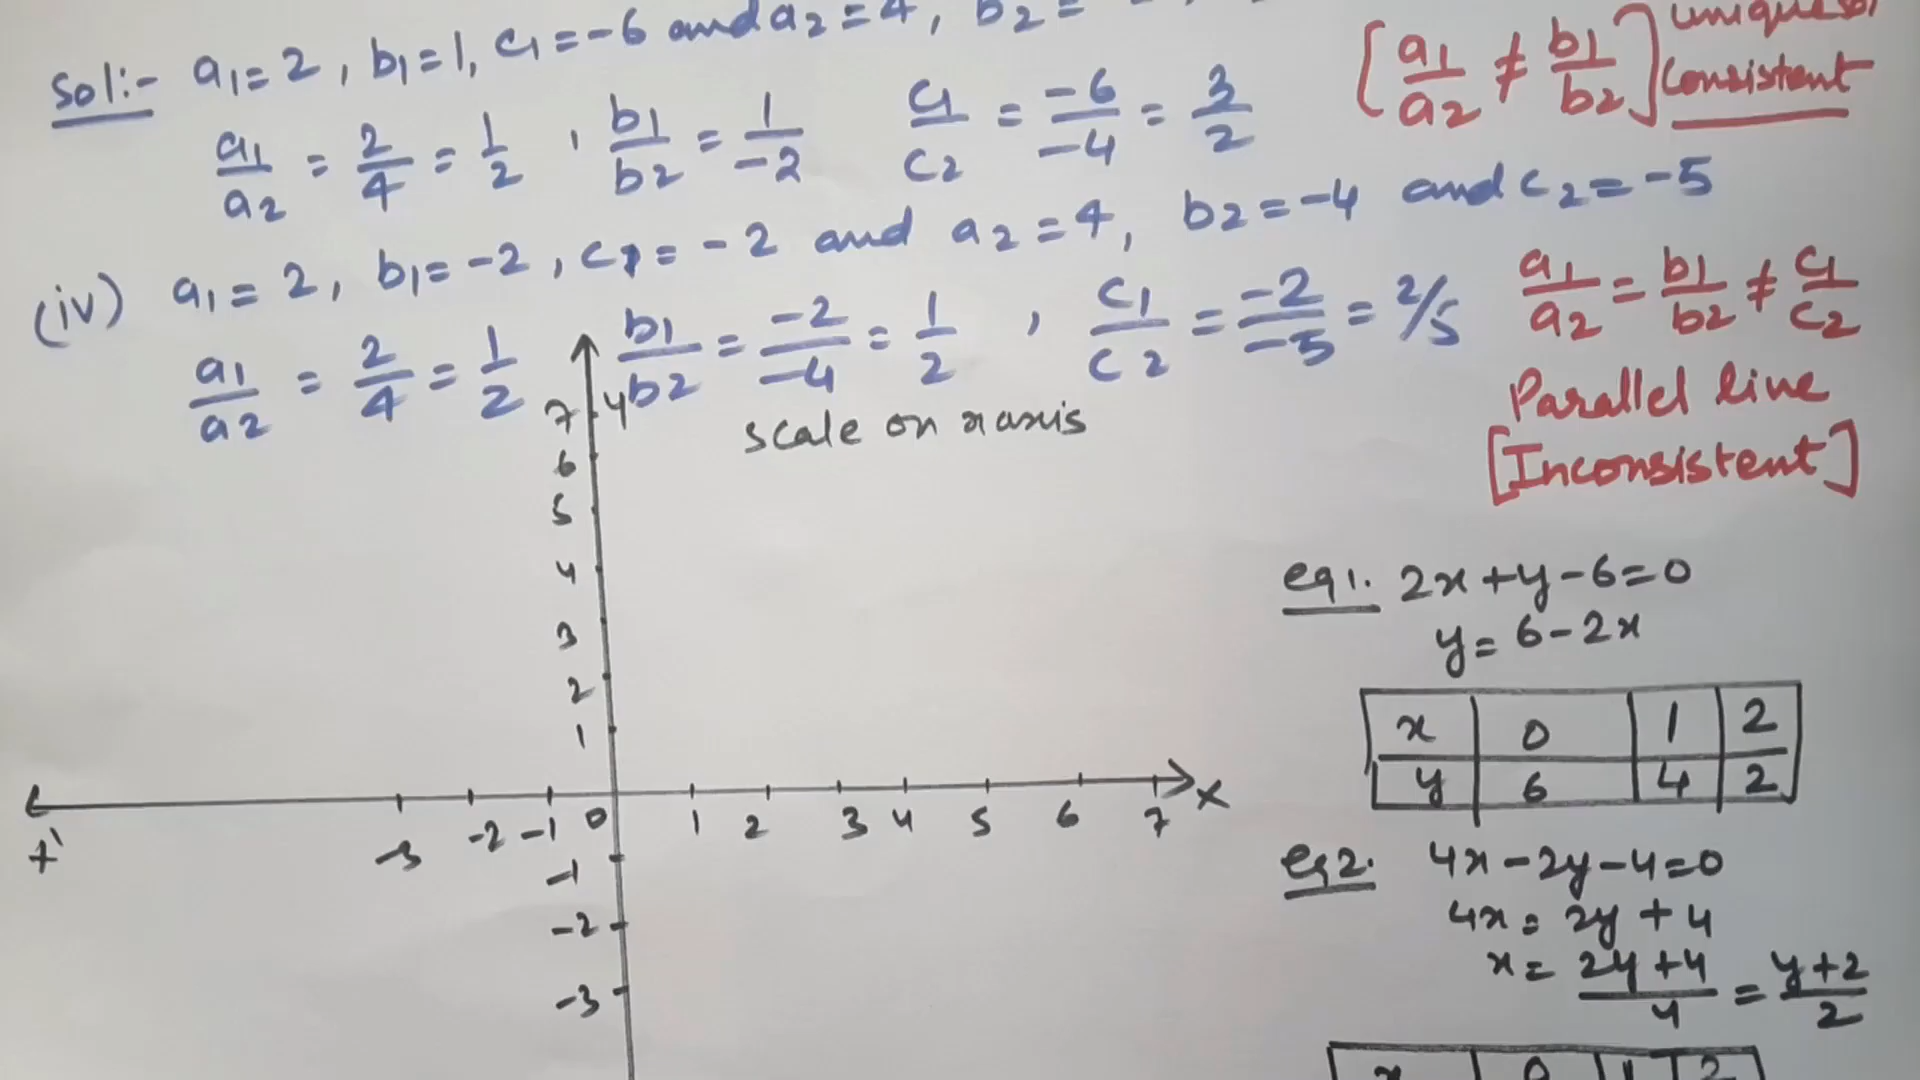 Sol:- a1=2, b1=1, c1=-6 and a2=4, b2=
[a1/a2 ≠ b1/b2] unique sol
consistent
a1/a2 = 2/4 = 1/2 , b1/b2 = 1/-2 c1/c2 = -6/-4 = 3/2
(iv) a1=2, b1=-2, c1=-2 and a2=4, b2=-4 and c2=-5
a1/a2 = 2/4 = 1/2 b1/b2 = -2/-4 = 1/2 , c1/c2 = -2/-5 = 2/5
a1/a2 = b1/b2 ≠ c1/c2
Parallel line
[Inconsistent]
y
scale on x axis
7
6
5
4
3
2
1
x' -3 -2 -1 0 1 2 3 4 5 6 7 x
-1
-2
-3
eq1. 2x+y-6=0
y=6-2x
x 0 1 2
y 6 4 2
eq2. 4x-2y-4=0
4x=2y+4
x=2y+4/4=y+2/2
x 0 1 2